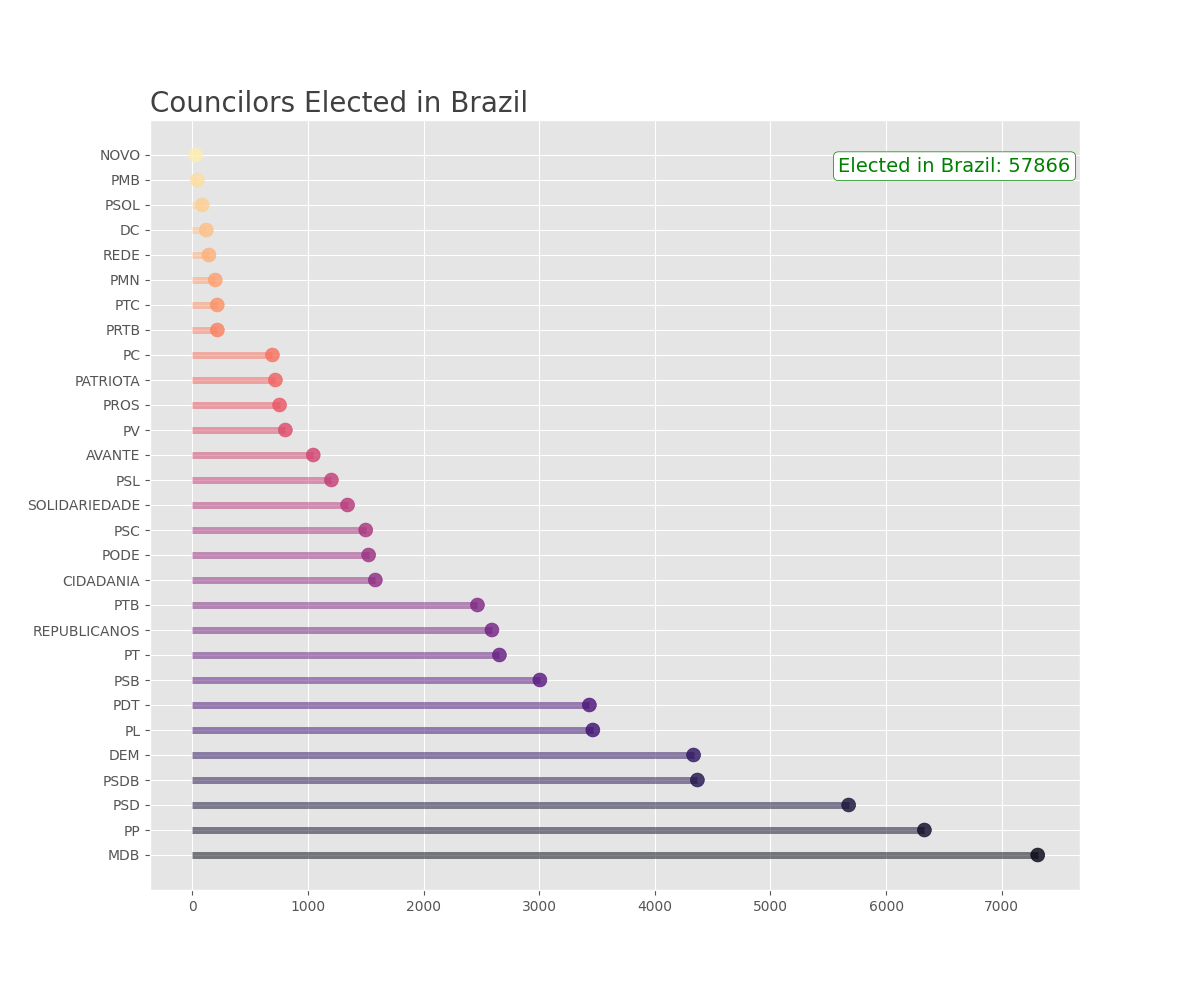 Councilors Elected in Brazil
Elected in Brazil: 57866
NOVO
PMB
PSOL
DC
REDE
PMN
PTC
PRTB
PC
PATRIOTA
PROS
PV
AVANTE
PSL
SOLIDARIEDADE
PSC
PODE
CIDADANIA
PTB
REPUBLICANOS
PT
PSB
PDT
PL
DEM
PSDB
PSD
PP
MDB
0 1000 2000 3000 4000 5000 6000 7000